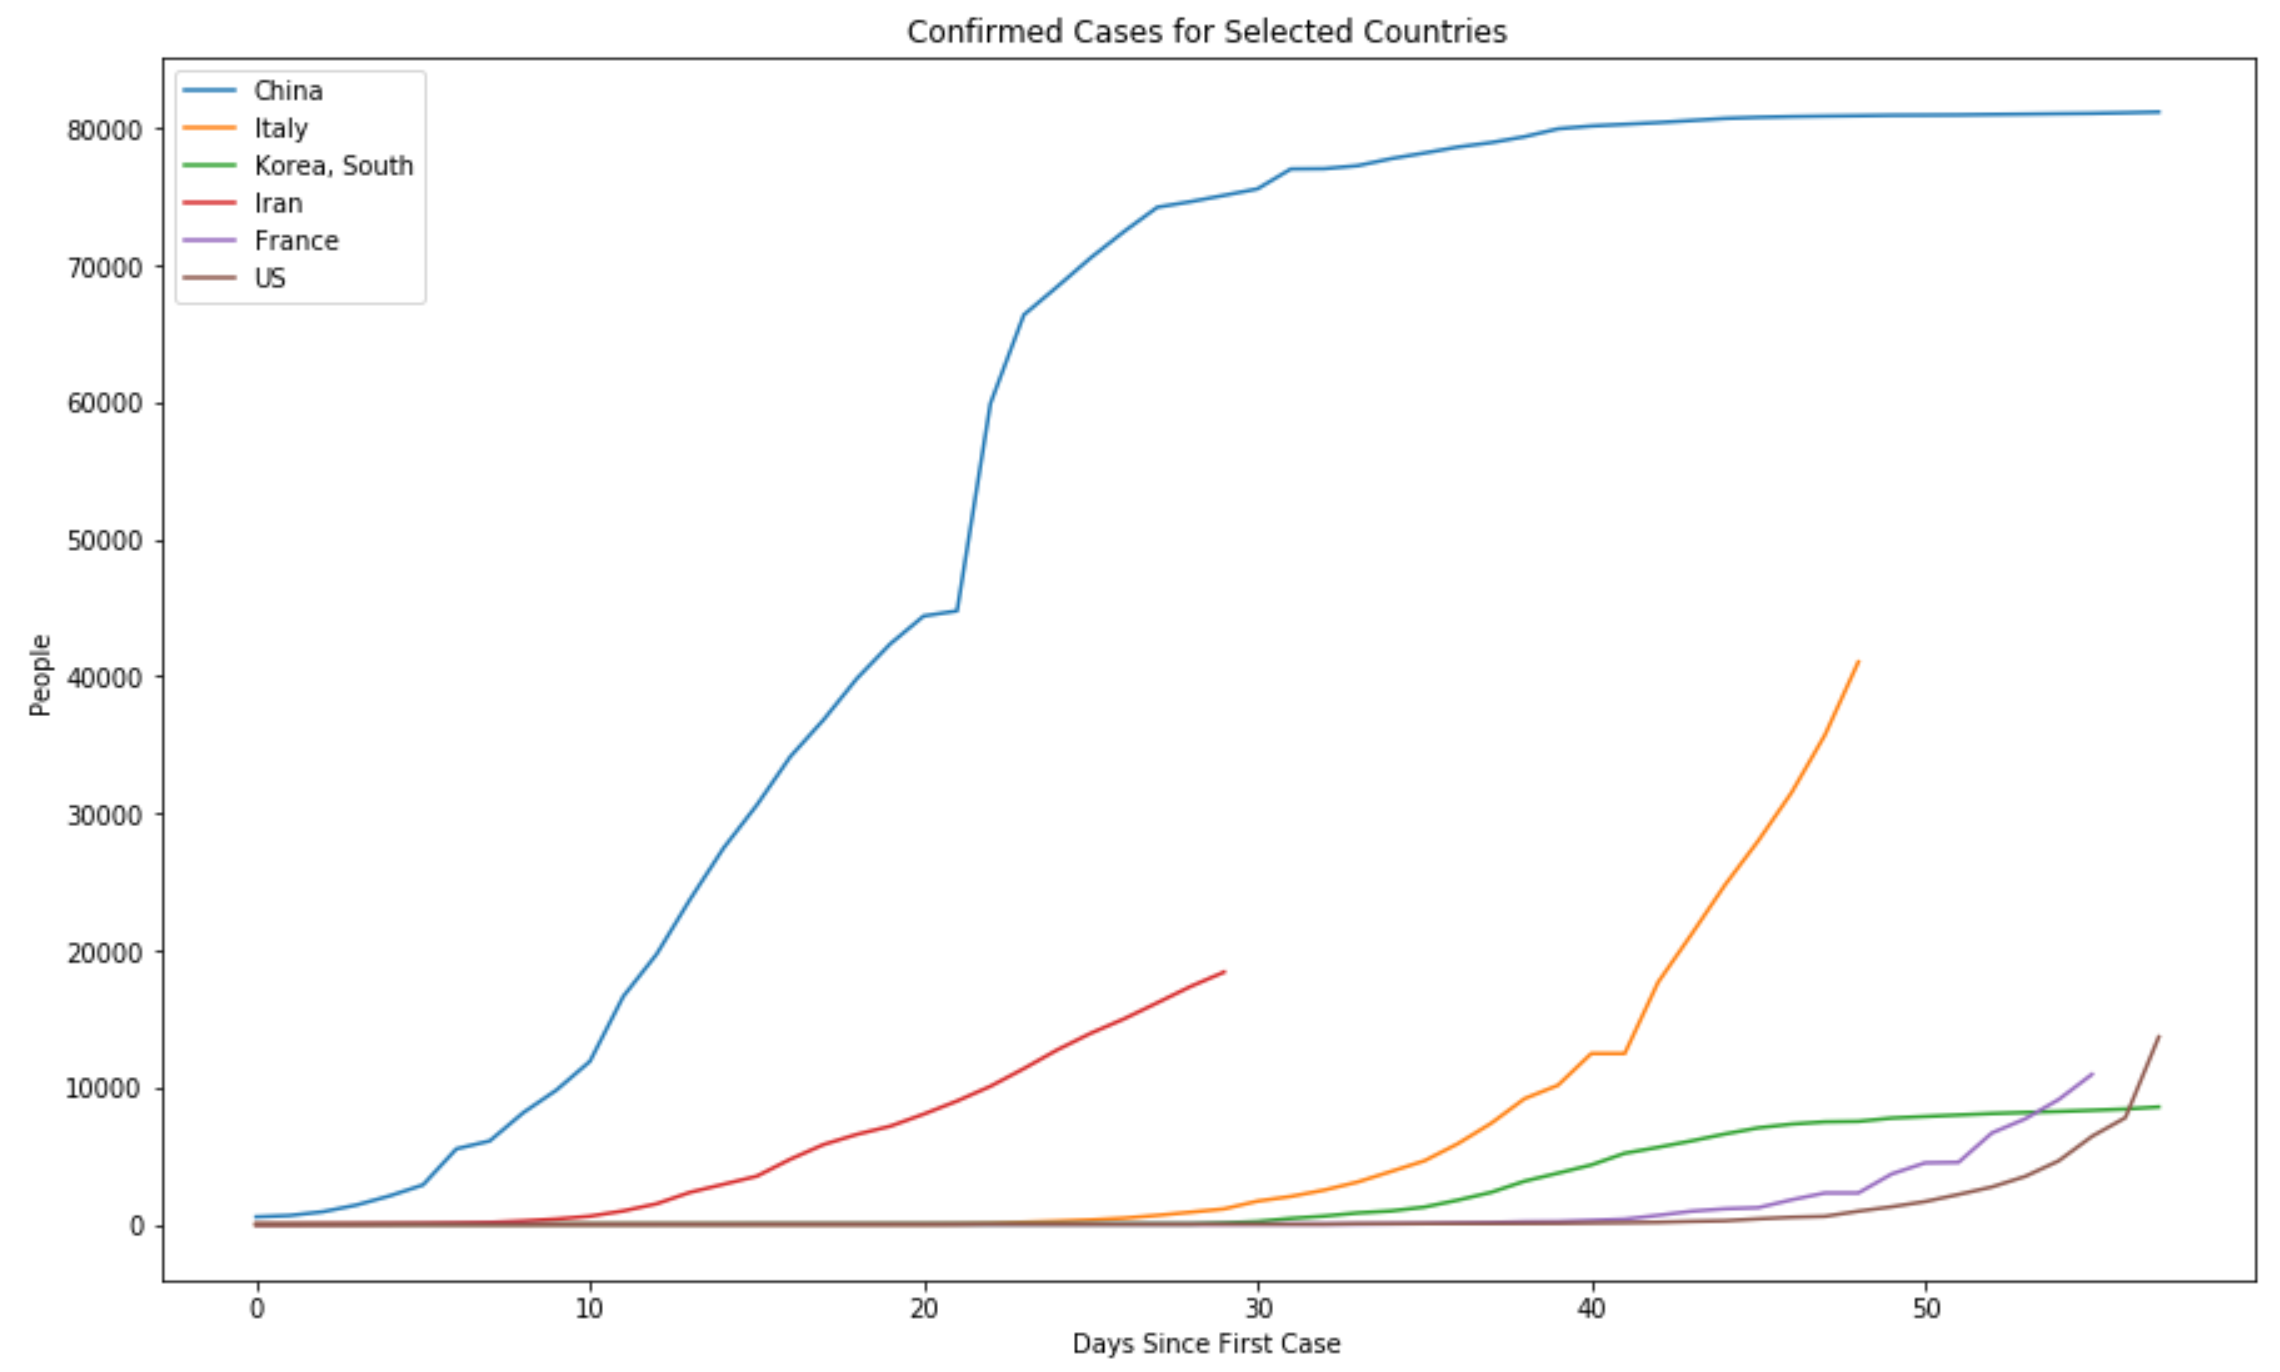 Confirmed Cases for Selected Countries
China
Italy
Korea, South
Iran
France
US
80000
70000
60000
50000
40000
30000
20000
10000
0
People
0 10 20 30 40 50
Days Since First Case